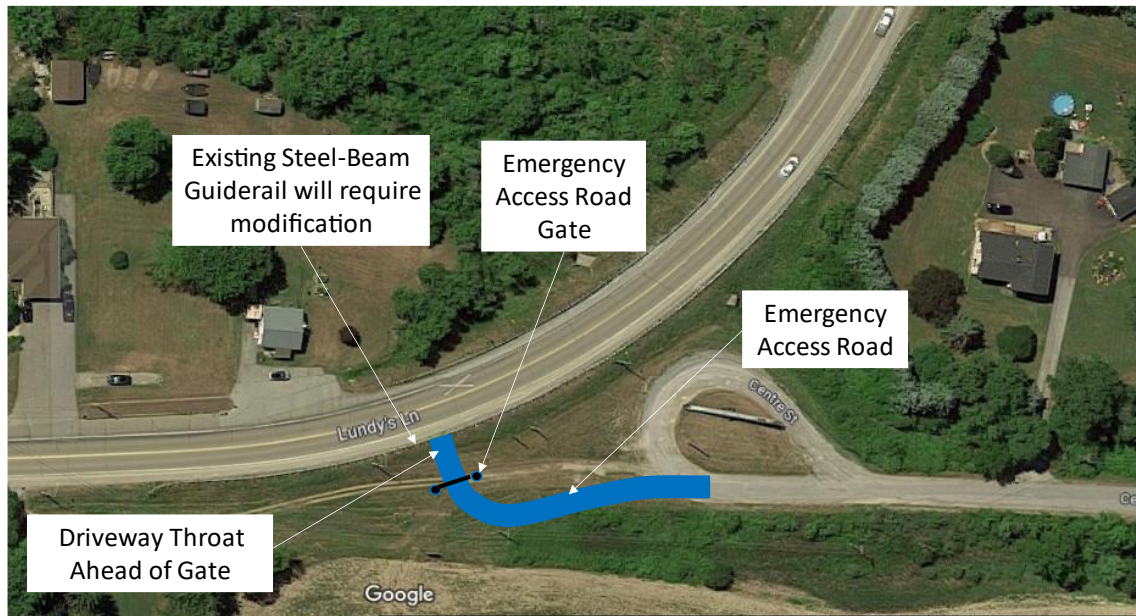 Existing Steel-Beam
Guiderail will require
modification
Emergency
Access Road
Gate
Emergency
Access Road
Lundy's Ln
Centre St
Driveway Throat
Ahead of Gate
Google